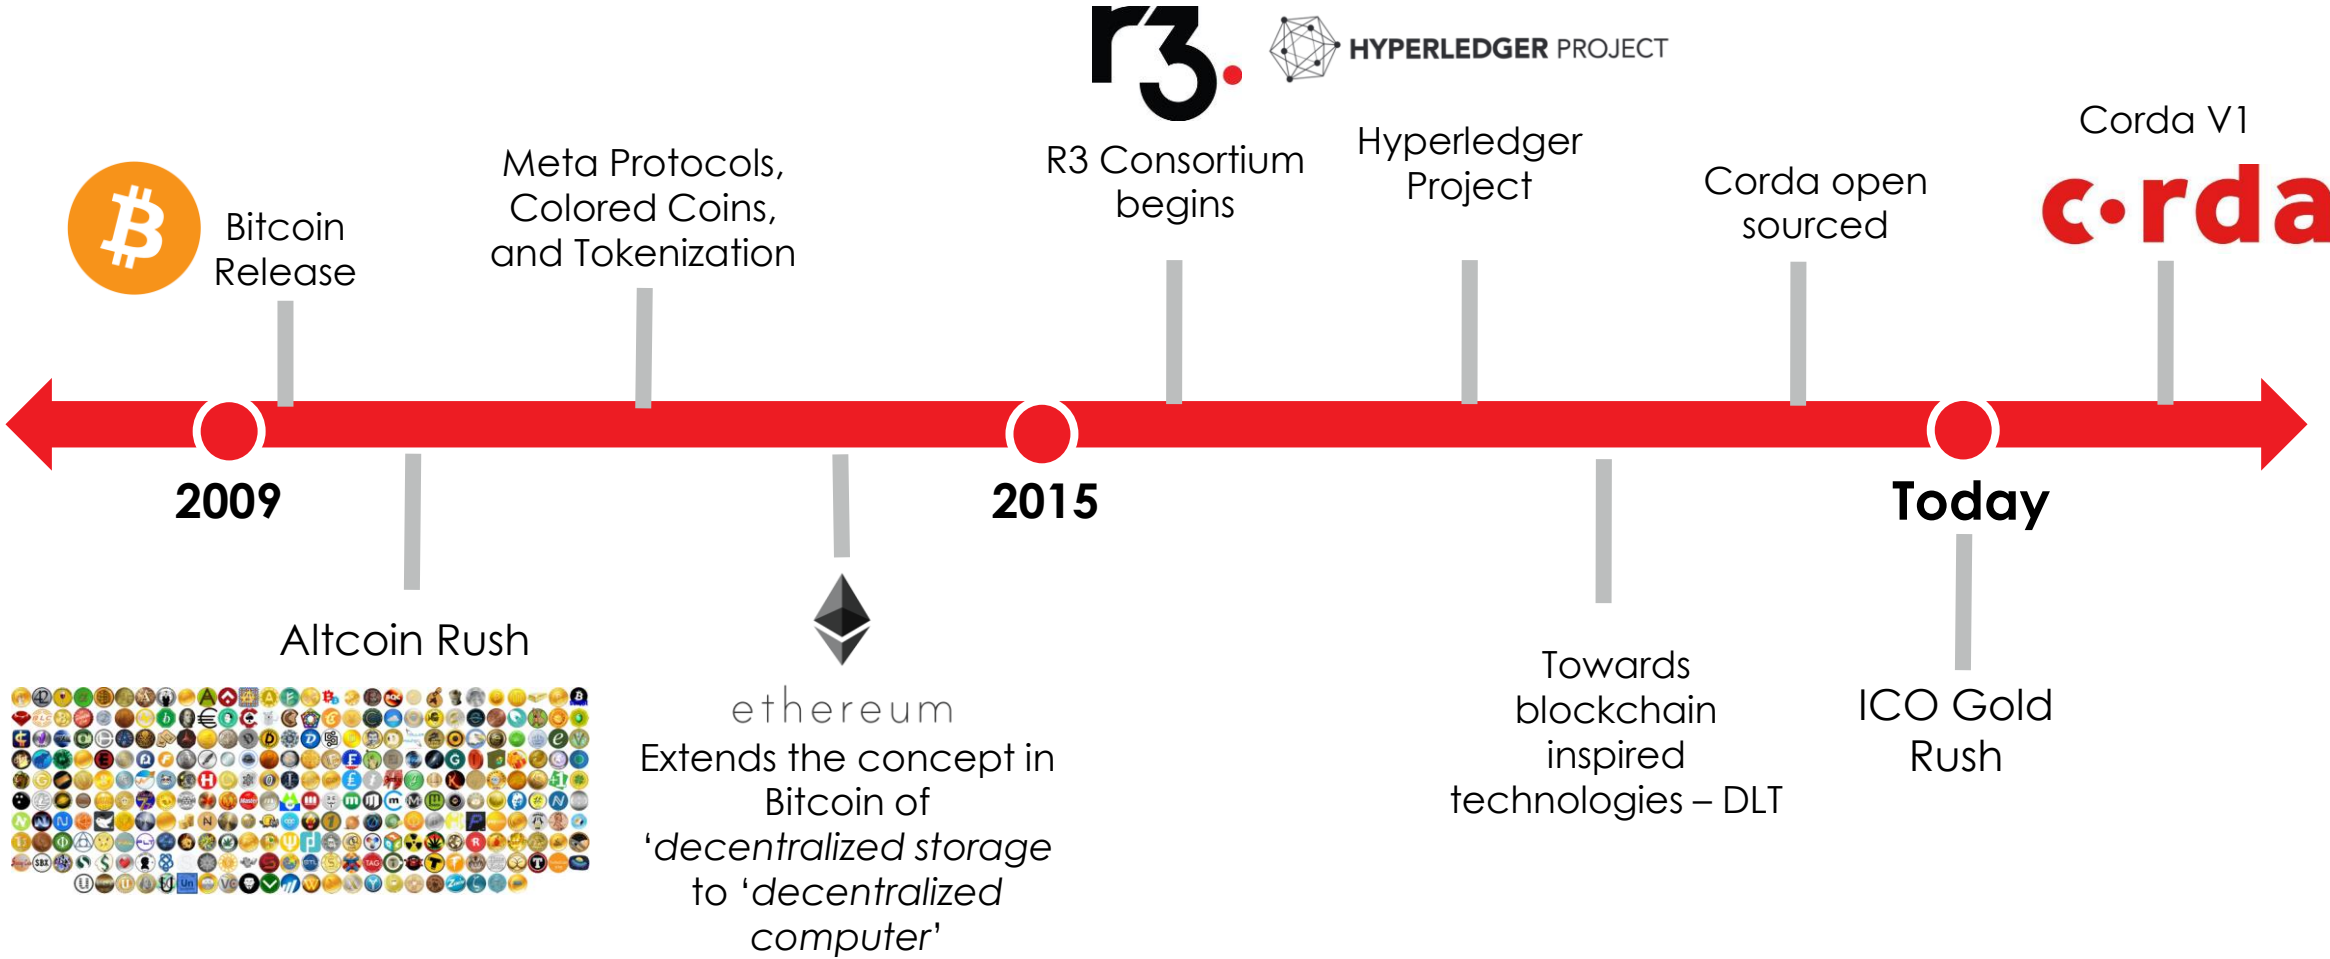 r3.
HYPERLEDGER PROJECT
Bitcoin
Release
Meta Protocols,
Colored Coins,
and Tokenization
R3 Consortium
begins
Hyperledger
Project
Corda open
sourced
Corda V1
c•rda
2009
2015
Today
Altcoin Rush
ethereum
Extends the concept in
Bitcoin of
‘decentralized storage
to ‘decentralized
computer’
Towards
blockchain
inspired
technologies – DLT
ICO Gold
Rush